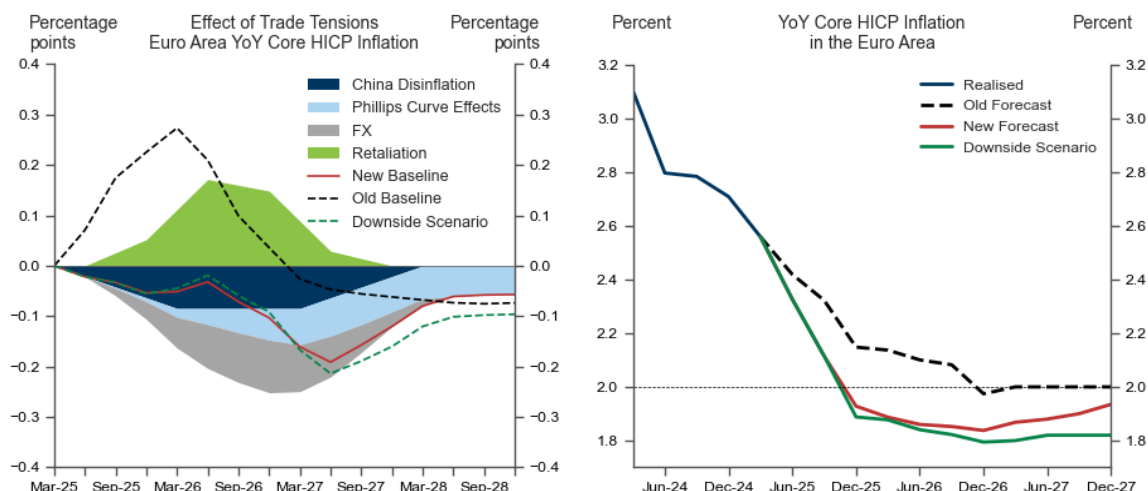 Percentage points
Effect of Trade Tensions
Euro Area YoY Core HICP Inflation
Percentage points
0.4
0.3
0.2
0.1
0.0
−0.1
−0.2
−0.3
−0.4
China Disinflation
Phillips Curve Effects
FX
Retaliation
New Baseline
Old Baseline
Downside Scenario
0.4
0.3
0.2
0.1
0.0
−0.1
−0.2
−0.3
−0.4
Mar-25 Sep-25 Mar-26 Sep-26 Mar-27 Sep-27 Mar-28 Sep-28
Percent
YoY Core HICP Inflation
in the Euro Area
Percent
3.2
3.0
2.8
2.6
2.4
2.2
2.0
1.8
Realised
Old Forecast
New Forecast
Downside Scenario
3.2
3.0
2.8
2.6
2.4
2.2
2.0
1.8
Jun-24 Dec-24 Jun-25 Dec-25 Jun-26 Dec-26 Jun-27 Dec-27